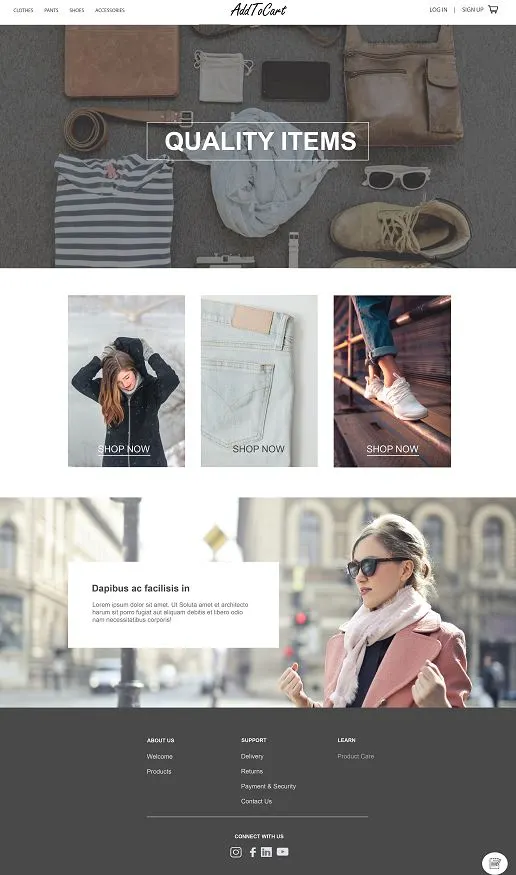 CLOTHES PANTS SHOES ACCESSORIES AddToCart LOG IN | SIGN UP
QUALITY ITEMS
SHOP NOW SHOP NOW SHOP NOW
Dapibus ac facilisis in
Lorem ipsum dolor sit amet. Ut Soluta amet et architecto
harum sit porro fugiat aut aliquam debitis et libero odio
nam necessitatibus corporis!
ABOUT US SUPPORT LEARN
Welcome Delivery Product Care
Products Returns
Payment & Security
Contact Us
CONNECT WITH US